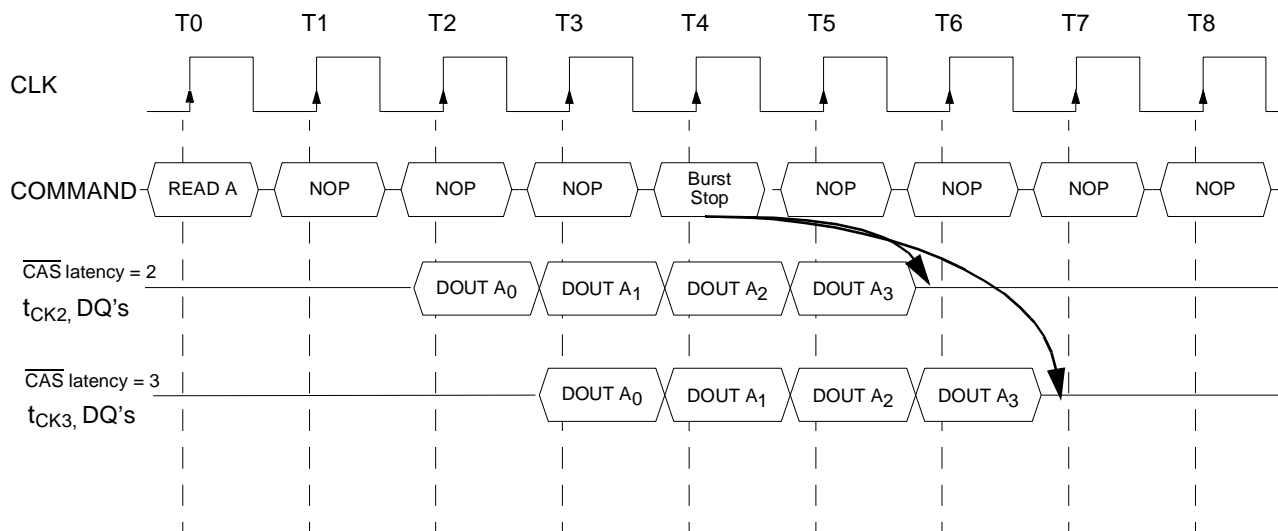 T0 T1 T2 T3 T4 T5 T6 T7 T8
CLK
COMMAND READ A NOP NOP NOP Burst Stop NOP NOP NOP NOP
CAS latency = 2
tCK2, DQ's DOUT A0 DOUT A1 DOUT A2 DOUT A3
CAS latency = 3
tCK3, DQ's DOUT A0 DOUT A1 DOUT A2 DOUT A3